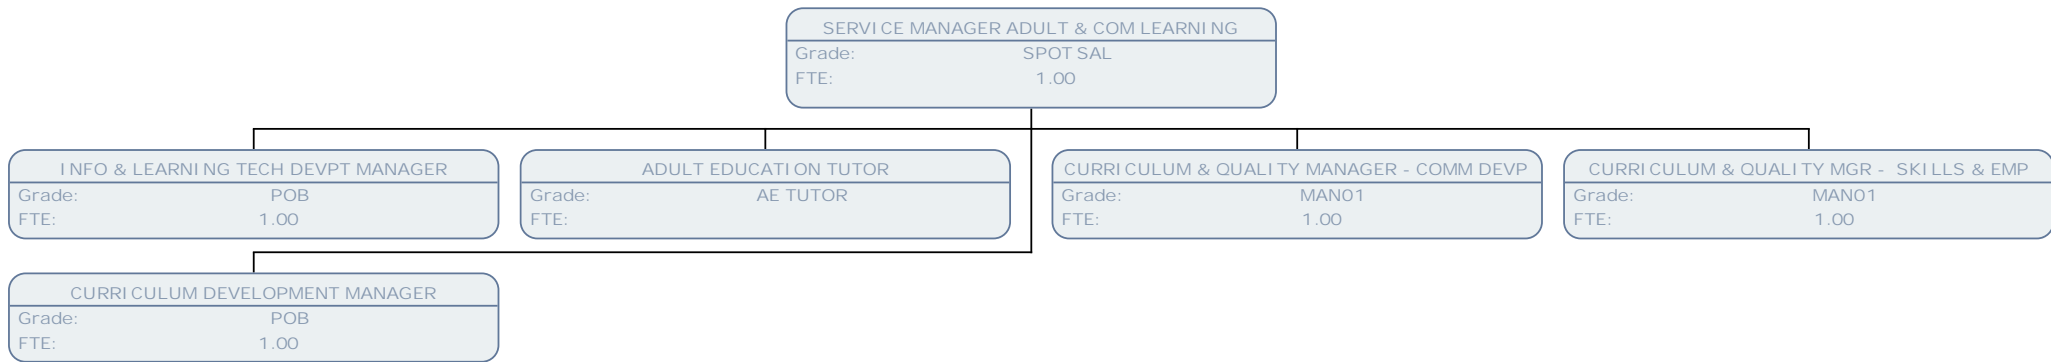 SERVICE MANAGER ADULT & COM LEARNING
Grade: SPOT SAL
FTE: 1.00
INFO & LEARNING TECH DEVPT MANAGER
Grade: POB
FTE: 1.00
ADULT EDUCATION TUTOR
Grade: AE TUTOR
FTE:
CURRICULUM & QUALITY MANAGER - COMM DEVP
Grade: MAN01
FTE: 1.00
CURRICULUM & QUALITY MGR - SKILLS & EMP
Grade: MAN01
FTE: 1.00
CURRICULUM DEVELOPMENT MANAGER
Grade: POB
FTE: 1.00